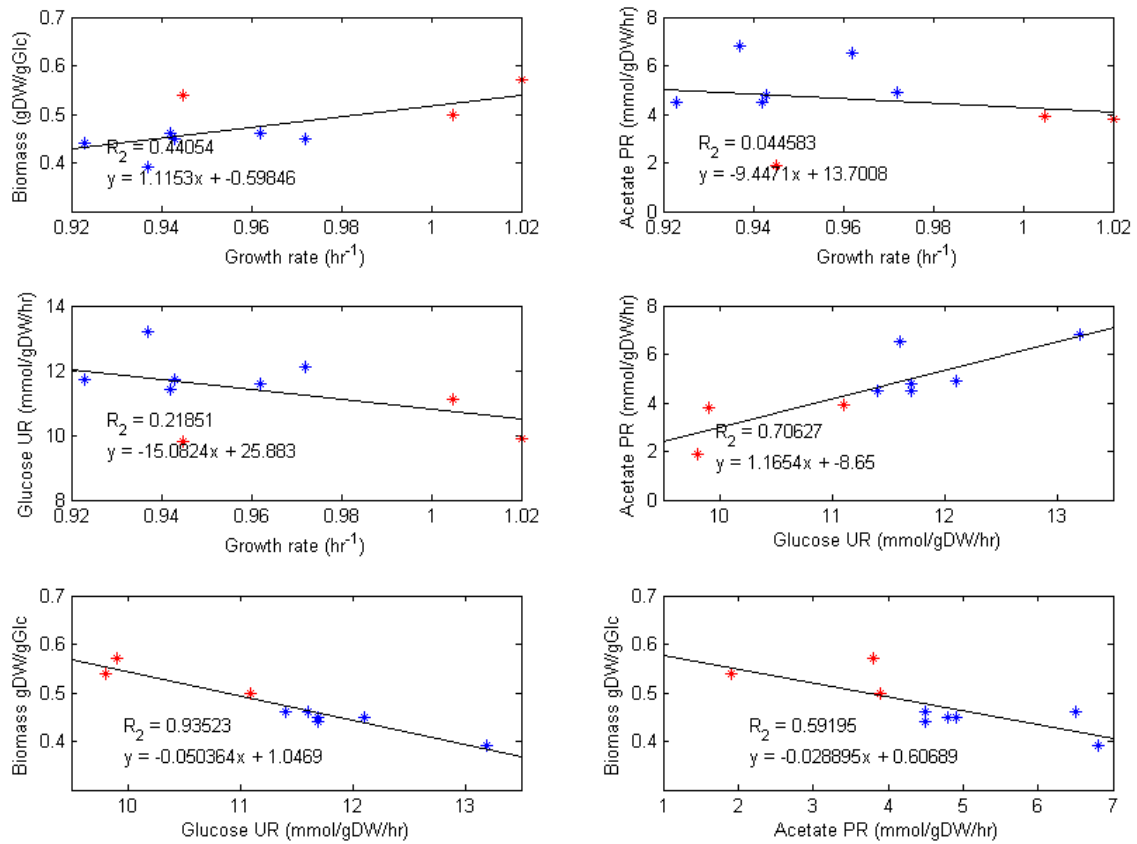 Biomass (gDW/gGlc)
0.7
0.6
0.5
0.4
R2 = 0.44054
y = 1.1153x + -0.59846
0.92 0.94 0.96 0.98 1 1.02
Growth rate (hr-1)
Acetate PR (mmol/gDW/hr)
8
6
4
2
0
R2 = 0.044583
y = -9.4471x + 13.7008
0.92 0.94 0.96 0.98 1 1.02
Growth rate (hr-1)
Glucose UR (mmol/gDW/hr)
14
12
10
8
R2 = 0.21851
y = -15.0824x + 25.883
0.92 0.94 0.96 0.98 1 1.02
Growth rate (hr-1)
Acetate PR (mmol/gDW/hr)
8
6
4
2
0
R2 = 0.70627
y = 1.1654x + -8.65
10 11 12 13
Glucose UR (mmol/gDW/hr)
Biomass gDW/gGlc
0.7
0.6
0.5
0.4
R2 = 0.93523
y = -0.050364x + 1.0469
10 11 12 13
Glucose UR (mmol/gDW/hr)
Biomass gDW/gGlc
0.7
0.6
0.5
0.4
R2 = 0.59195
y = -0.028895x + 0.60689
1 2 3 4 5 6 7
Acetate PR (mmol/gDW/hr)